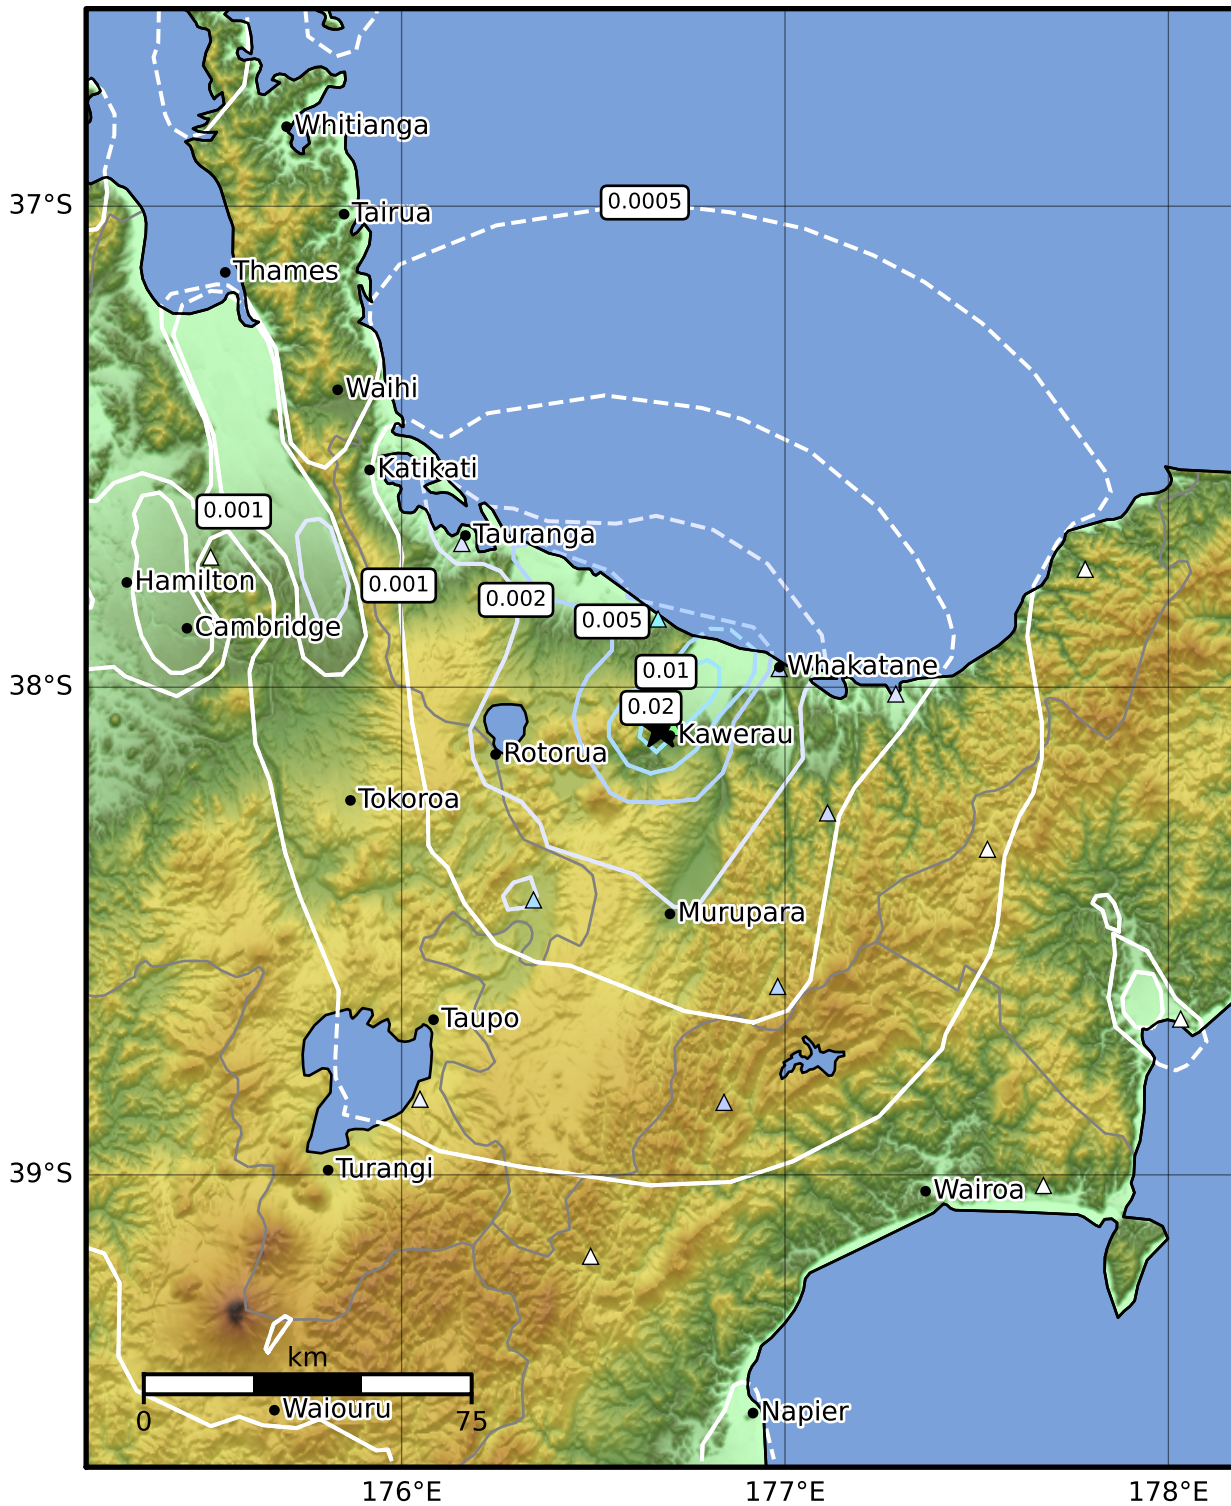 Whitianga
0.0005
37°S
Tairua
Thames
Waihi
Katikati
0.001
Tauranga
Hamilton
0.001
0.002
0.005
Cambridge
Whakatane
0.01
38°S
0.02
Kawerau
Rotorua
Tokoroa
Murupara
Taupo
Turangi
39°S
Wairoa
km
0
75
Waiouru
Napier
176°E
177°E
178°E